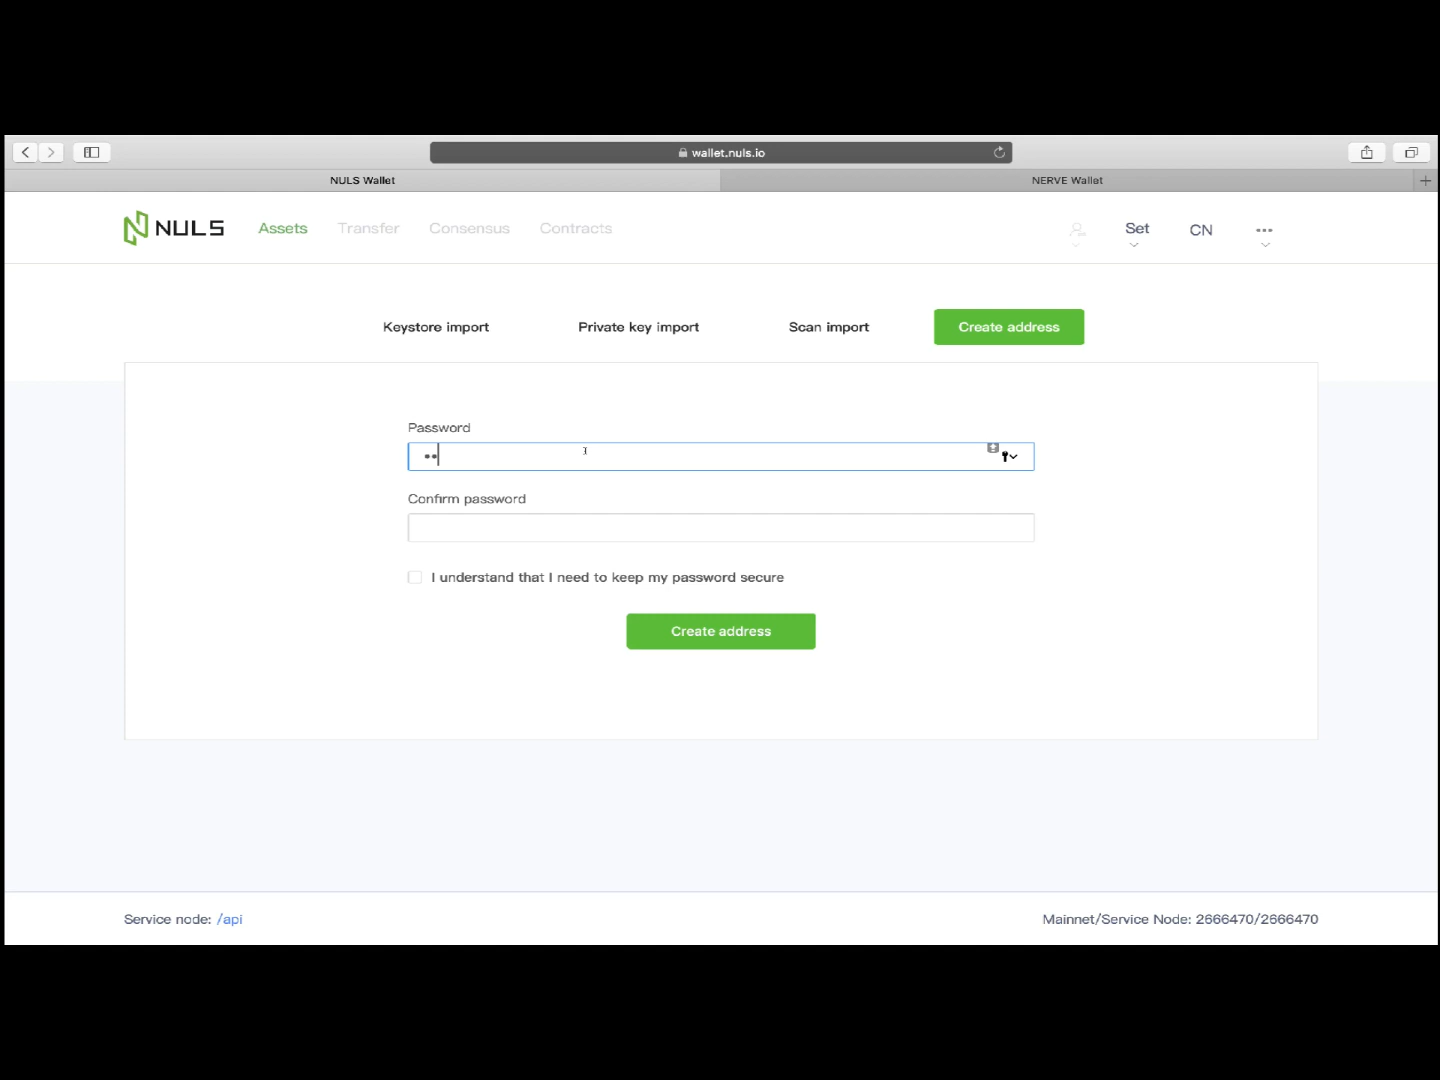 wallet.nuls.io
NULS Wallet
NERVE Wallet
NULS
Assets
Transfer
Consensus
Contracts
Set
CN
Keystore import
Private key import
Scan import
Create address
Password
Confirm password
I understand that I need to keep my password secure
Create address
Service node: /api
Mainnet/Service Node: 2666470/2666470